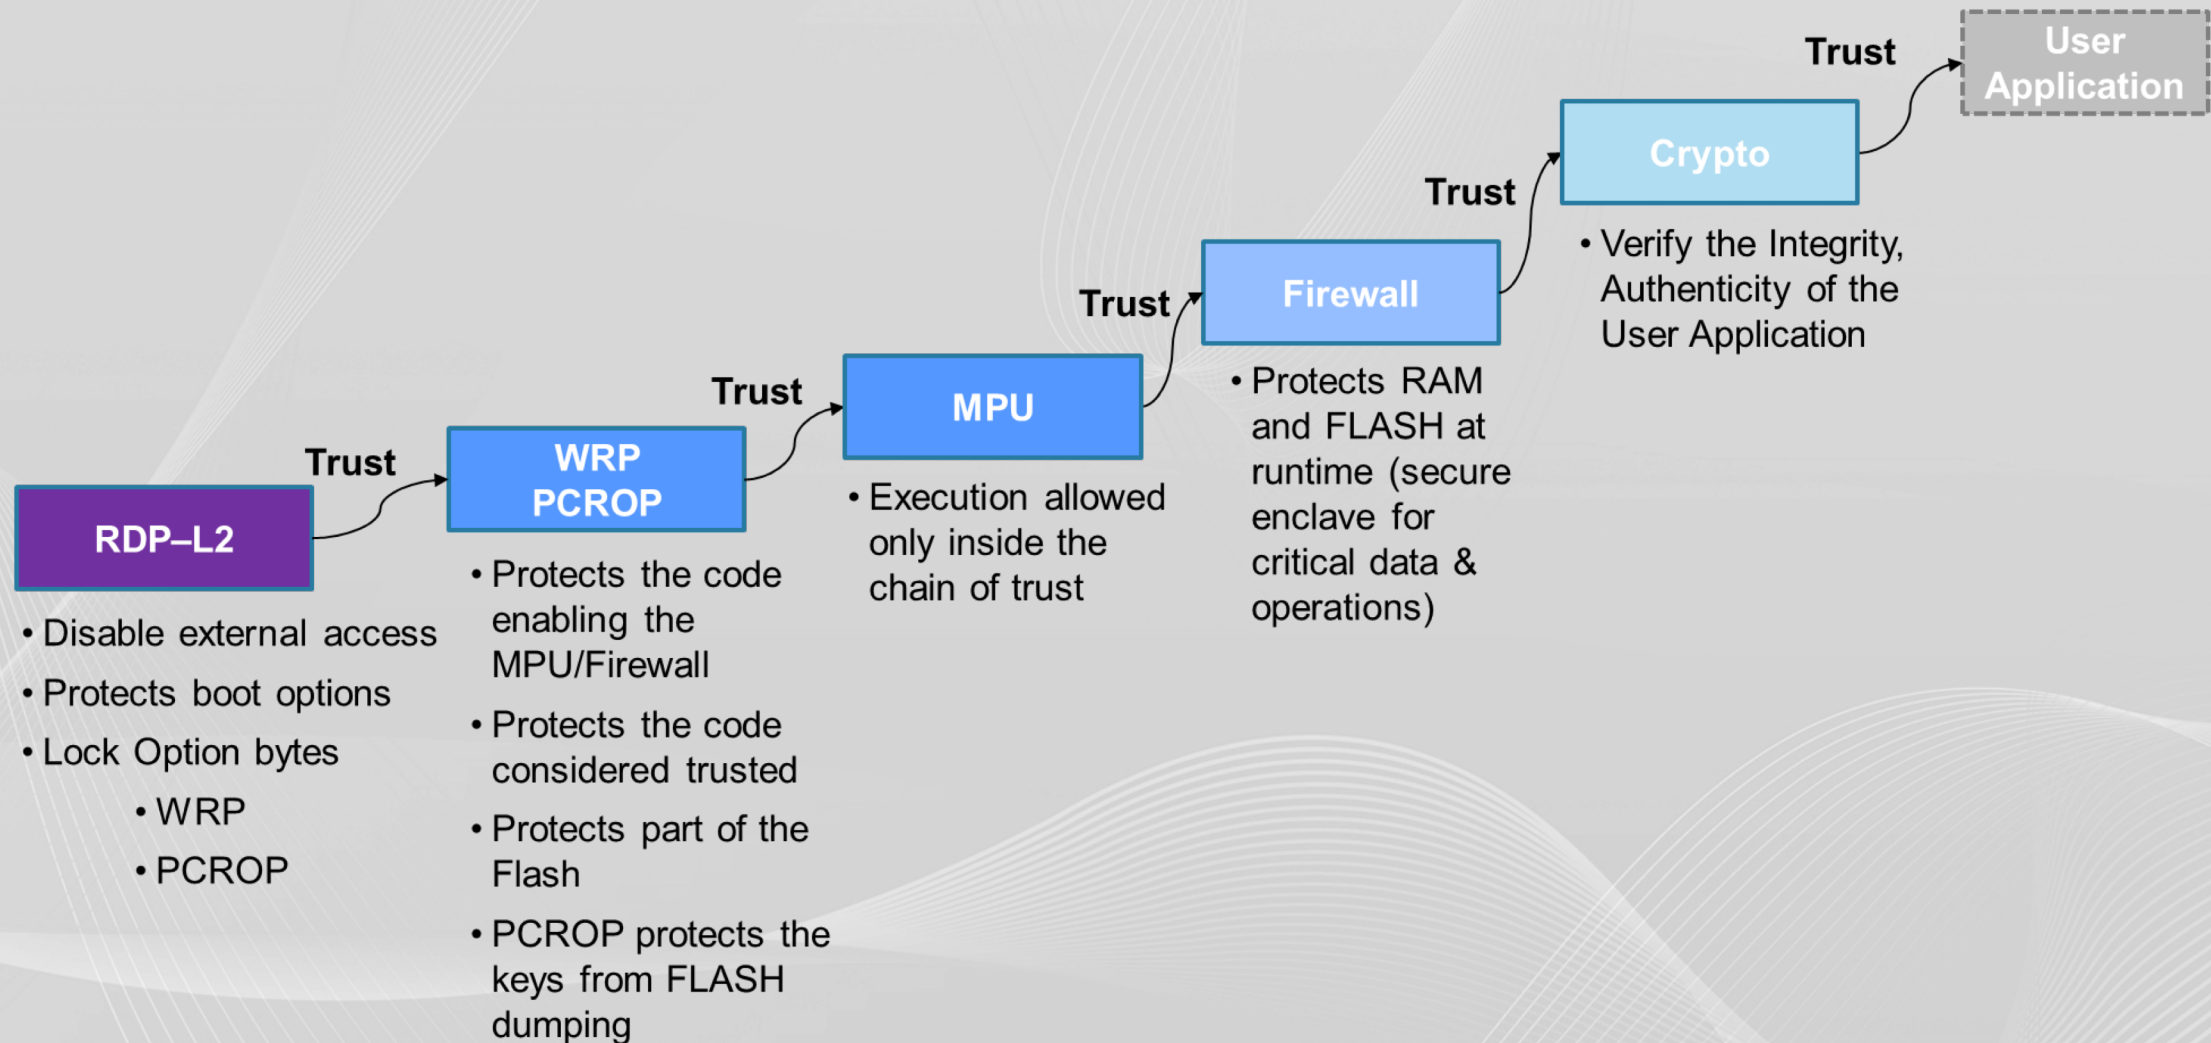 RDP–L2
• Disable external access
• Protects boot options
• Lock Option bytes
• WRP
• PCROP
Trust
WRP
PCROP
• Protects the code
enabling the
MPU/Firewall
• Protects the code
considered trusted
• Protects part of the
Flash
• PCROP protects the
keys from FLASH
dumping
Trust
MPU
• Execution allowed
only inside the
chain of trust
Trust
Firewall
• Protects RAM
and FLASH at
runtime (secure
enclave for
critical data &
operations)
Trust
Crypto
• Verify the Integrity,
Authenticity of the
User Application
Trust
User
Application